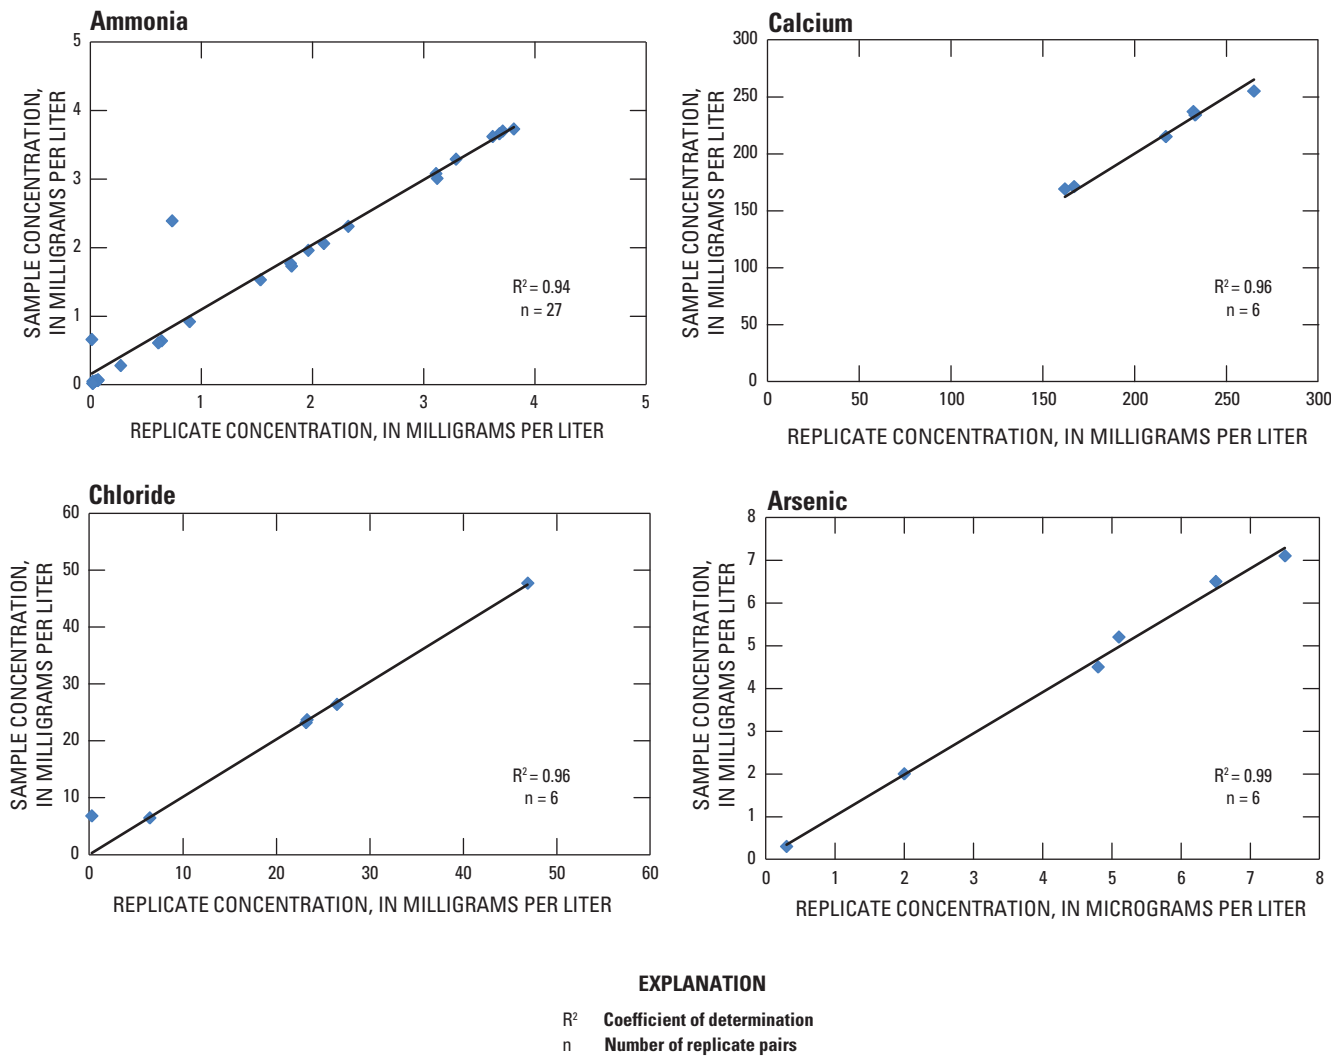 Ammonia
5
4
3
2
1
0
0 1 2 3 4 5
SAMPLE CONCENTRATION,
IN MILLIGRAMS PER LITER
R² = 0.94
n = 27
REPLICATE CONCENTRATION, IN MILLIGRAMS PER LITER
Calcium
300
250
200
150
100
50
0
0 50 100 150 200 250 300
SAMPLE CONCENTRATION,
IN MILLIGRAMS PER LITER
R² = 0.96
n = 6
REPLICATE CONCENTRATION, IN MILLIGRAMS PER LITER
Chloride
60
50
40
30
20
10
0
0 10 20 30 40 50 60
SAMPLE CONCENTRATION,
IN MILLIGRAMS PER LITER
R² = 0.96
n = 6
REPLICATE CONCENTRATION, IN MILLIGRAMS PER LITER
Arsenic
8
7
6
5
4
3
2
1
0
0 1 2 3 4 5 6 7 8
SAMPLE CONCENTRATION,
IN MILLIGRAMS PER LITER
R² = 0.99
n = 6
REPLICATE CONCENTRATION, IN MICROGRAMS PER LITER
EXPLANATION
R² Coefficient of determination
n Number of replicate pairs